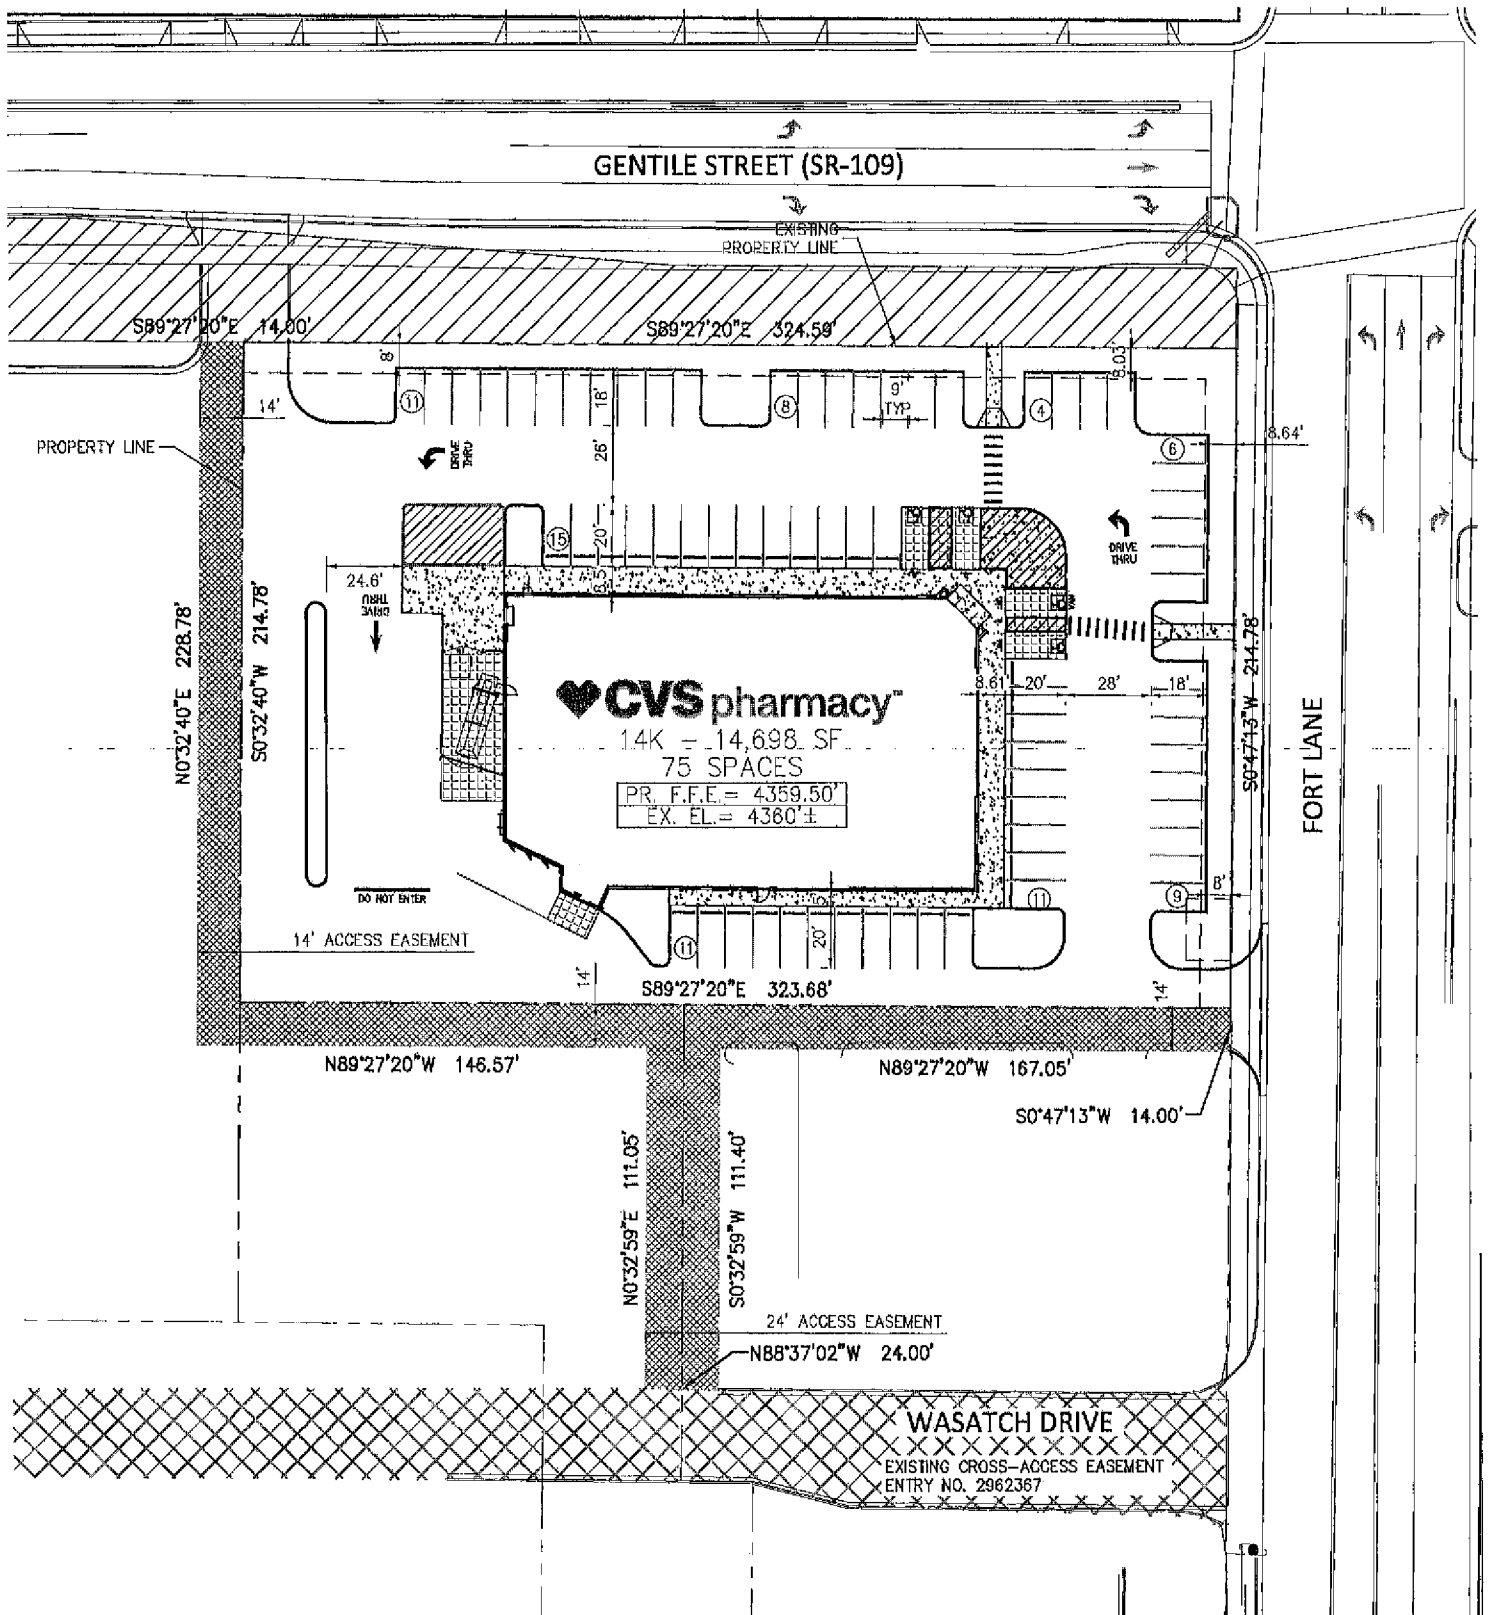 GENTILE STREET (SR-109)
EXISTING
PROPERTY LINE
S89°27'20"E 14.00'
S89°27'20"E 324.59'
8'
8.03'
14'
11
18'
8
9'
TYP
4
6
8.64'
PROPERTY LINE
DRIVE
THRU
26'
15
20'
8.5'
DRIVE
THRU
24.6'
DRIVE
THRU
N0°32'40"E 228.78'
S0°32'40"W 214.78'
CVS pharmacy™
14K - 14,698 SF
75 SPACES
PR. F.F.E.= 4359.50'
EX. EL.= 4360'±
8.61'
20'
28'
18'
S0°47'13"W 214.78'
FORT LANE
DO NOT ENTER
11
9
8'
5'
14' ACCESS EASEMENT
11
20'
14'
S89°27'20"E 323.68'
14'
N89°27'20"W 146.57'
N89°27'20"W 167.05'
S0°47'13"W 14.00'
N0°32'59"E 111.05'
S0°32'59"W 111.40'
24' ACCESS EASEMENT
N88°37'02"W 24.00'
WASATCH DRIVE
EXISTING CROSS-ACCESS EASEMENT
ENTRY NO. 2962367